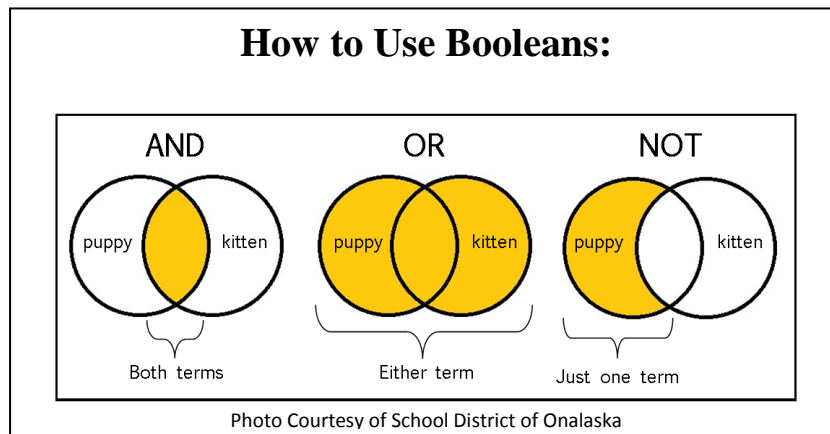 How to Use Booleans:
AND OR NOT
puppy kitten puppy kitten puppy kitten
Both terms Either term Just one term
Photo Courtesy of School District of Onalaska